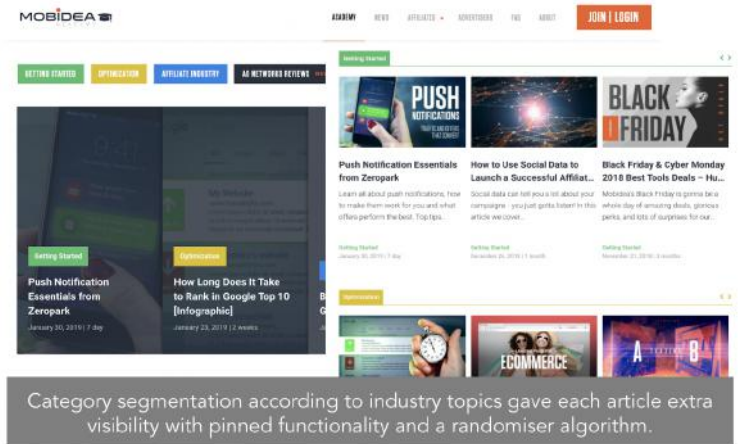 MOBIDEA
ACADEMY NEWS AFFILIATES ADVERTISERS FAQ ABOUT JOIN | LOGIN
GETTING STARTED OPTIMIZATION AFFILIATE INDUSTRY AD NETWORKS REVIEWS
Getting Started
Push Notification
Essentials from
Zeropark
January 30, 2019 | 7 day
Optimization
How Long Does It Take
to Rank in Google Top 10
[Infographic]
January 23, 2019 | 2 weeks
Getting Started
PUSH
NOTIFICATIONS
Push Notification Essentials
from Zeropark
Learn all about push notifications, how
to make them work for you and what
offers perform the best. Top tips..
Getting Started
January 30, 2019 | 7 day
How to Use Social Data to
Launch a Successful Affiliat...
Social data can tell you a lot about your
campaigns - you just gotta listen! In this
article we cover..
Getting Started
BLACK
FRIDAY
Black Friday & Cyber Monday
2018 Best Tools Deals – Hu...
Mobidea's Black Friday is gonna be a
whole day of amazing deals, glorious
perks, and lots of surprises for our..
Getting Started
Optimization
ECOMMERCE
A B
Category segmentation according to industry topics gave each article extra
visibility with pinned functionality and a randomiser algorithm.